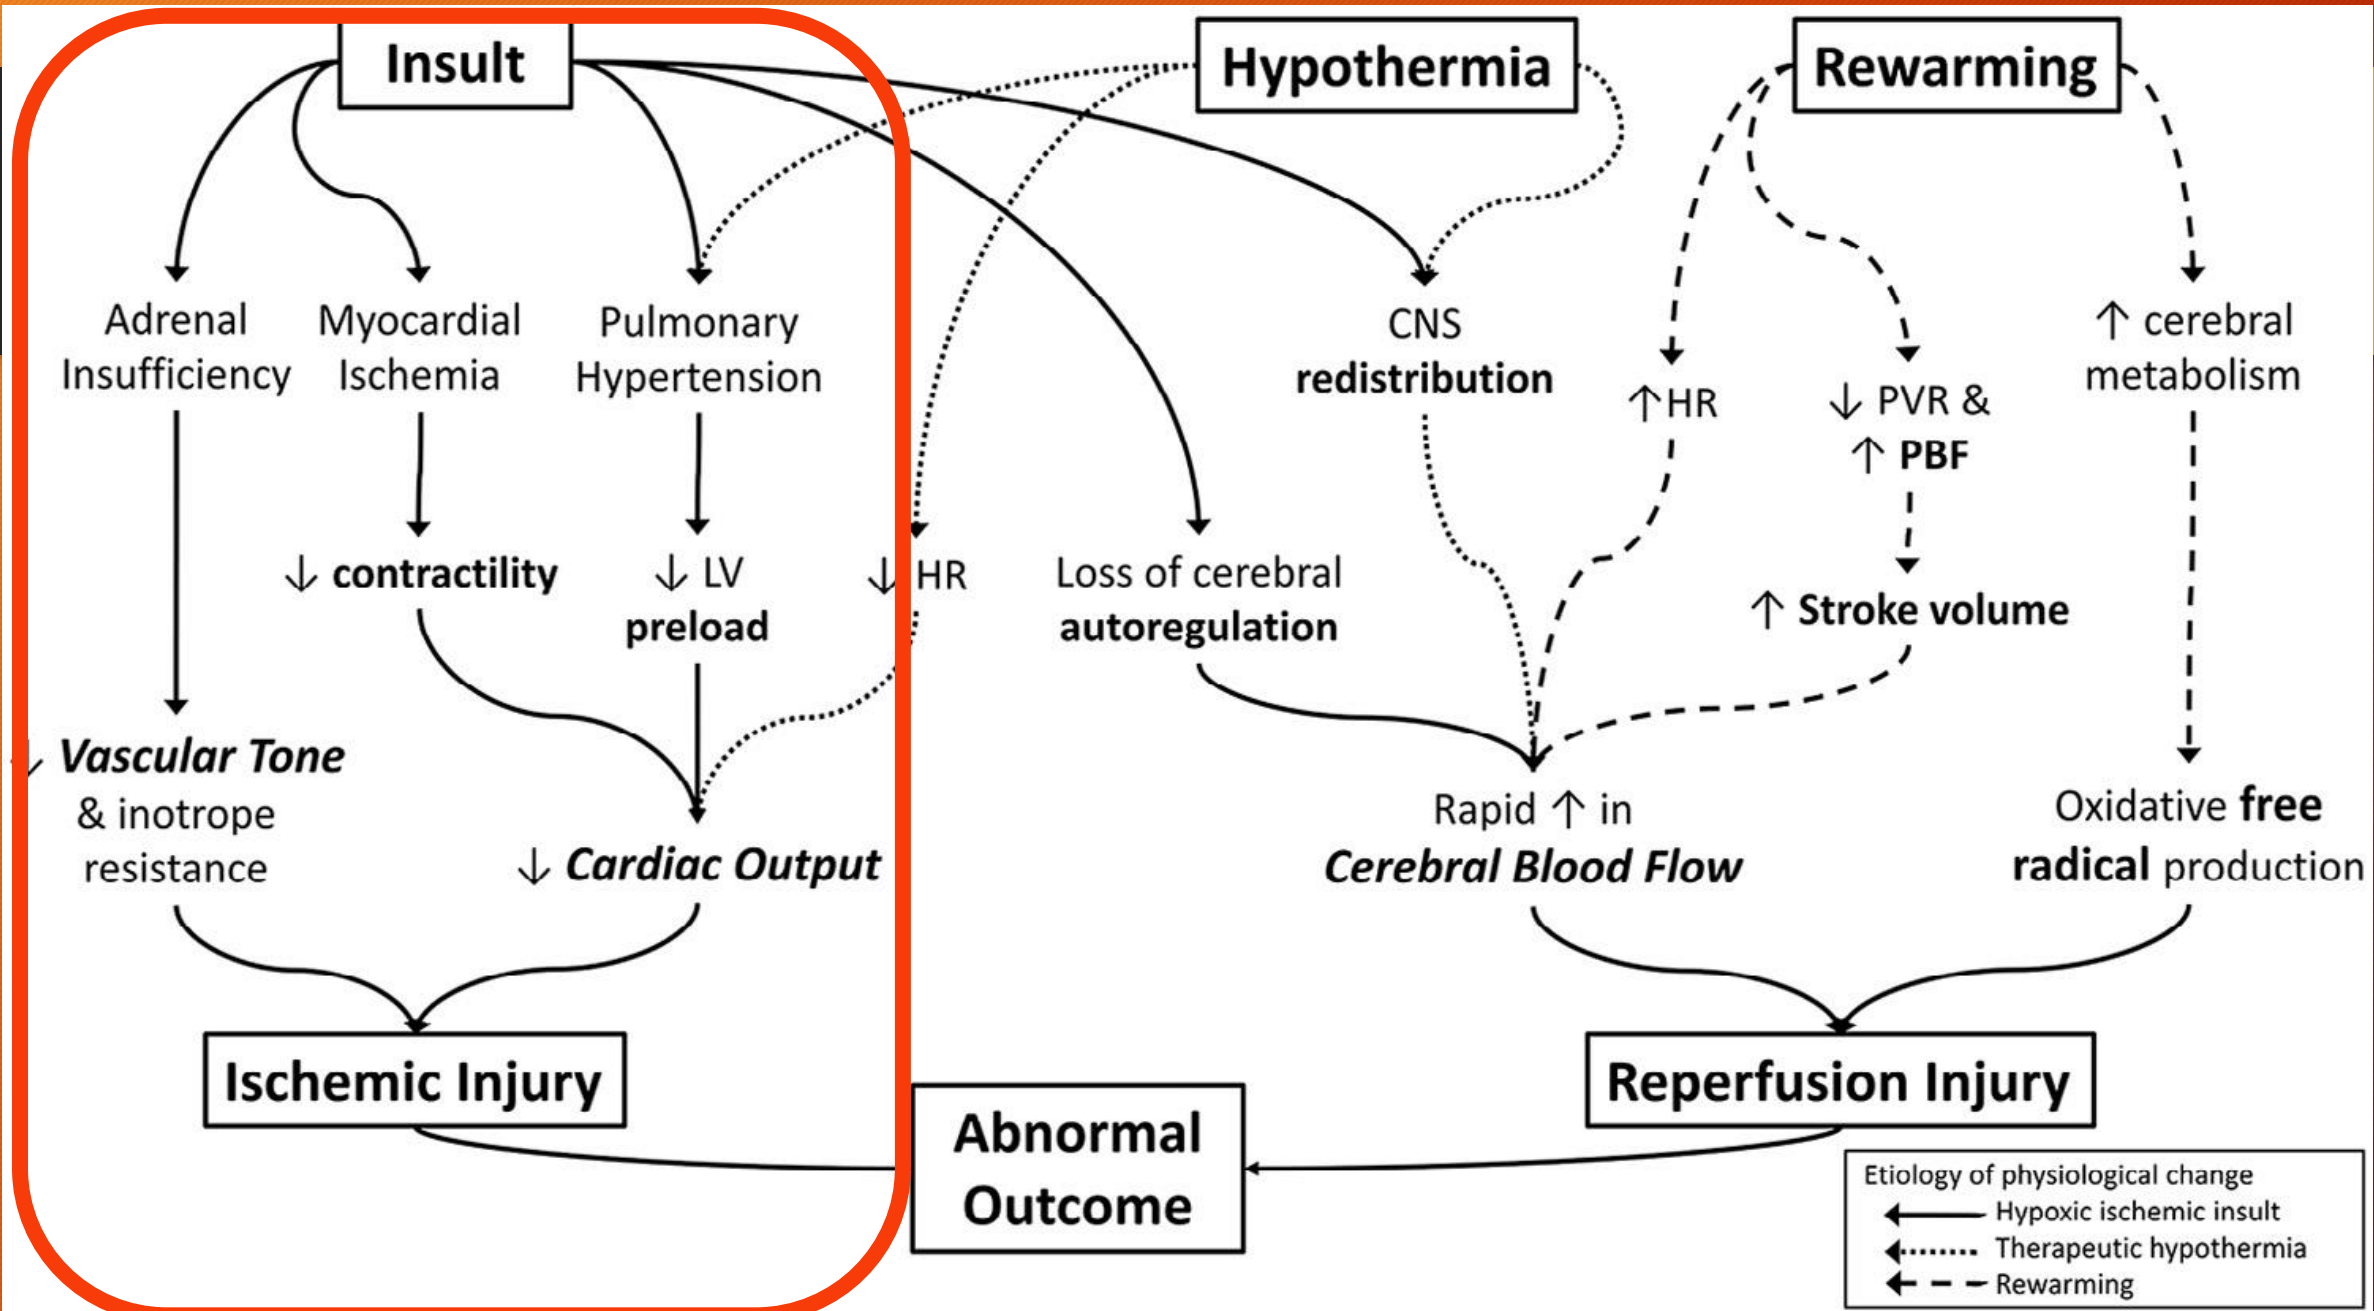 Insult
Hypothermia
Rewarming
Adrenal
Insufficiency
Myocardial
Ischemia
Pulmonary
Hypertension
CNS
redistribution
↑HR
↓ PVR &
↑ PBF
↑ cerebral
metabolism
↓ contractility
↓ LV
preload
↓ HR
Loss of cerebral
autoregulation
↑ Stroke volume
↓ Vascular Tone
& inotrope
resistance
↓ Cardiac Output
Rapid ↑ in
Cerebral Blood Flow
Oxidative free
radical production
Ischemic Injury
Reperfusion Injury
Abnormal
Outcome
Etiology of physiological change
Hypoxic ischemic insult
Therapeutic hypothermia
Rewarming